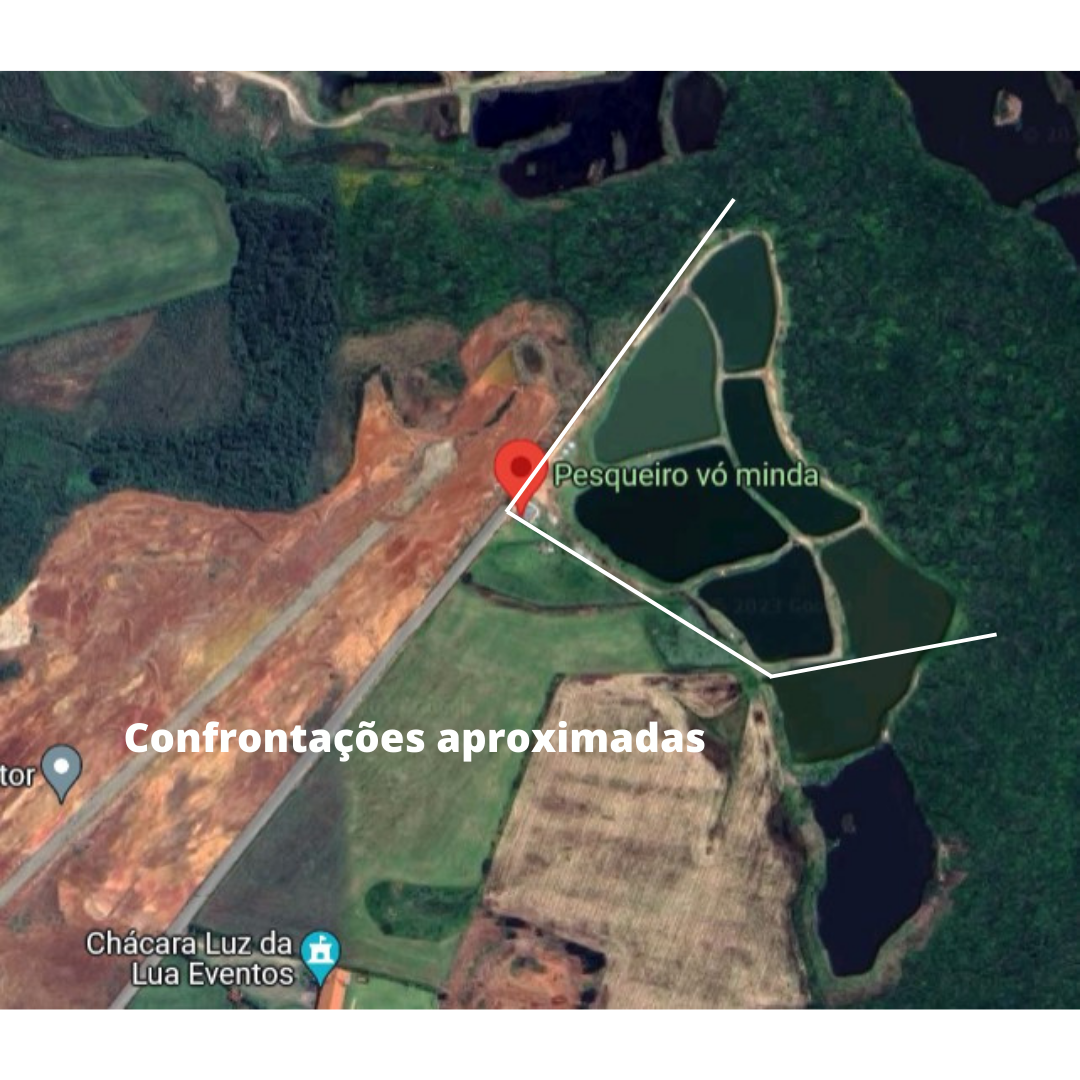 Pesqueiro vó minda
Confrontações aproximadas
tor
Chácara Luz da
Lua Eventos